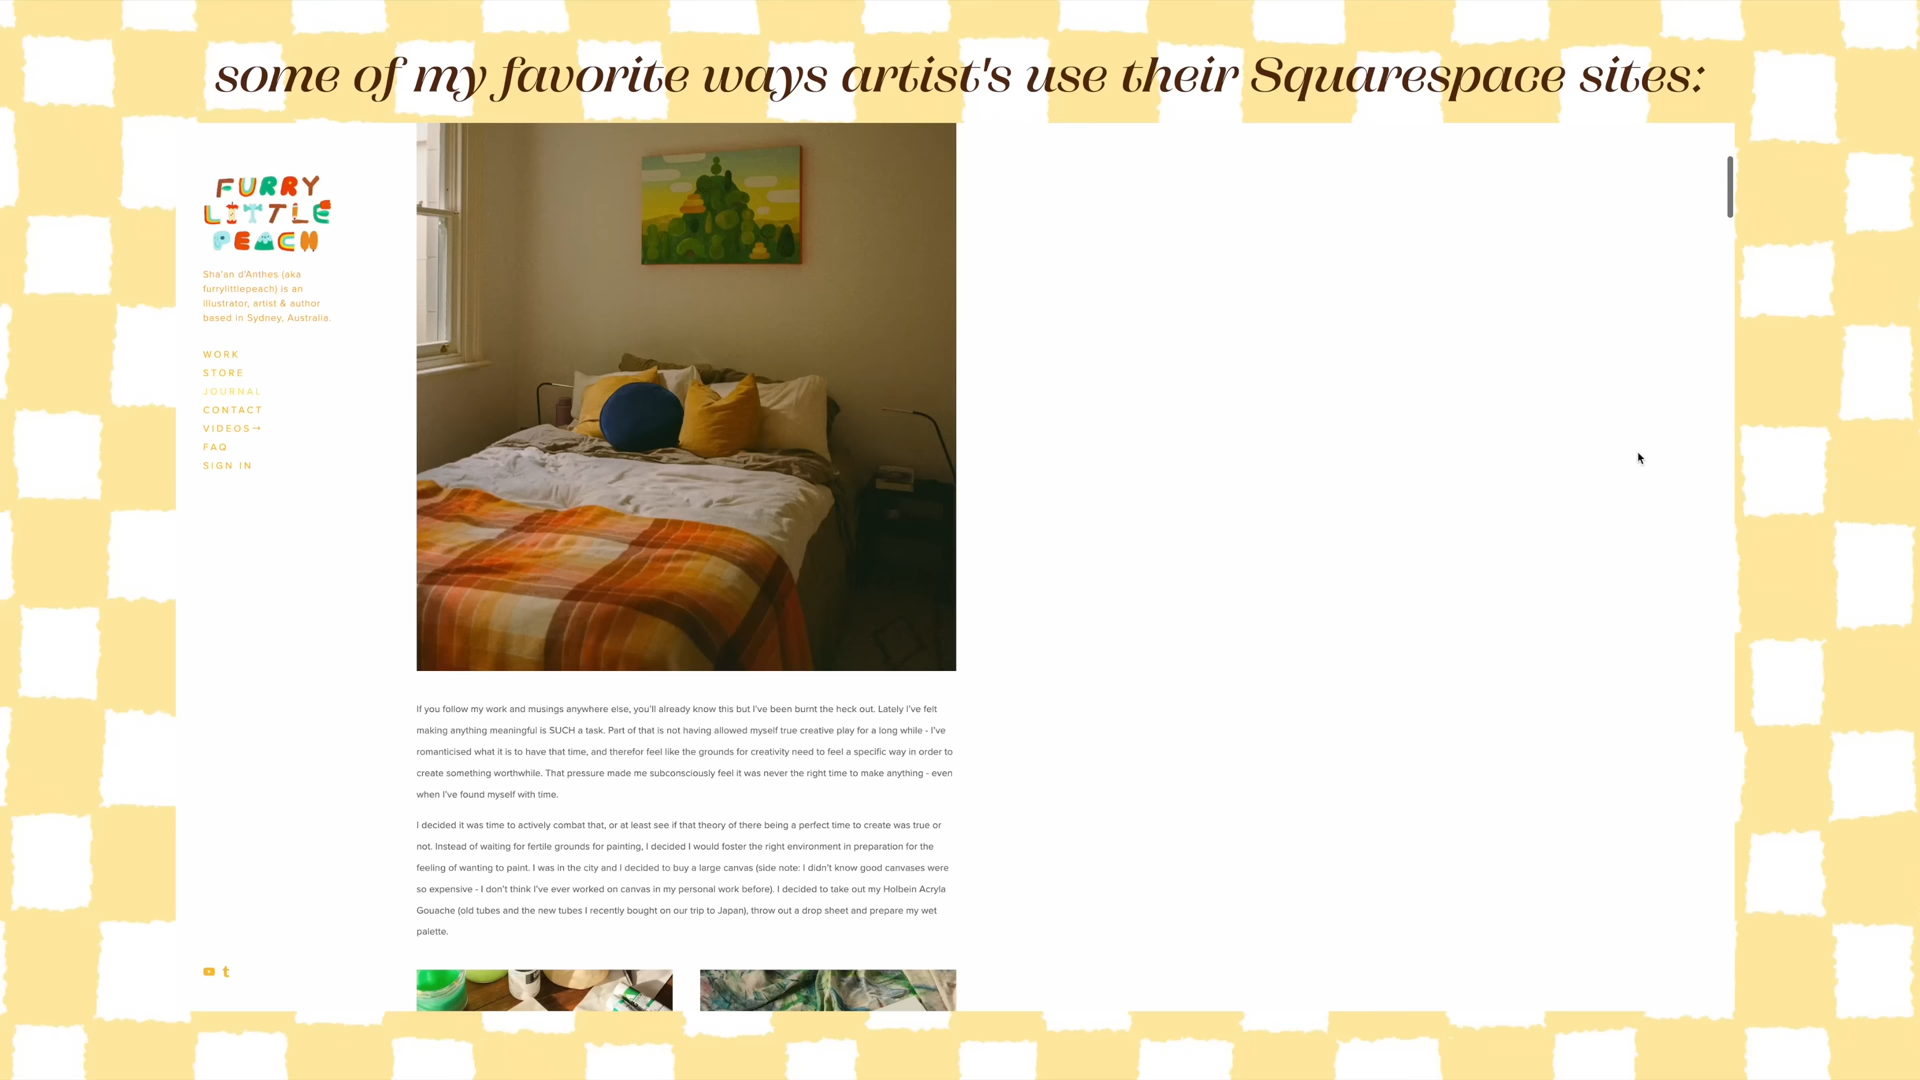 some of my favorite ways artist's use their Squarespace sites:
FURRY
LITTLE
PEACH
Sha'an d'Anthes (aka
furrylittlepeach) is an
illustrator, artist & author
based in Sydney, Australia.
WORK
STORE
JOURNAL
CONTACT
VIDEOS→
FAQ
SIGN IN
If you follow my work and musings anywhere else, you'll already know this but I've been burnt the heck out. Lately I've felt
making anything meaningful is SUCH a task. Part of that is not having allowed myself true creative play for a long while - I've
romanticised what it is to have that time, and therefor feel like the grounds for creativity need to feel a specific way in order to
create something worthwhile. That pressure made me subconsciously feel it was never the right time to make anything - even
when I've found myself with time.
I decided it was time to actively combat that, or at least see if that theory of there being a perfect time to create was true or
not. Instead of waiting for fertile grounds for painting, I decided I would foster the right environment in preparation for the
feeling of wanting to paint. I was in the city and I decided to buy a large canvas (side note: I didn't know good canvases were
so expensive - I don't think I've ever worked on canvas in my personal work before). I decided to take out my Holbein Acryla
Gouache (old tubes and the new tubes I recently bought on our trip to Japan), throw out a drop sheet and prepare my wet
palette.